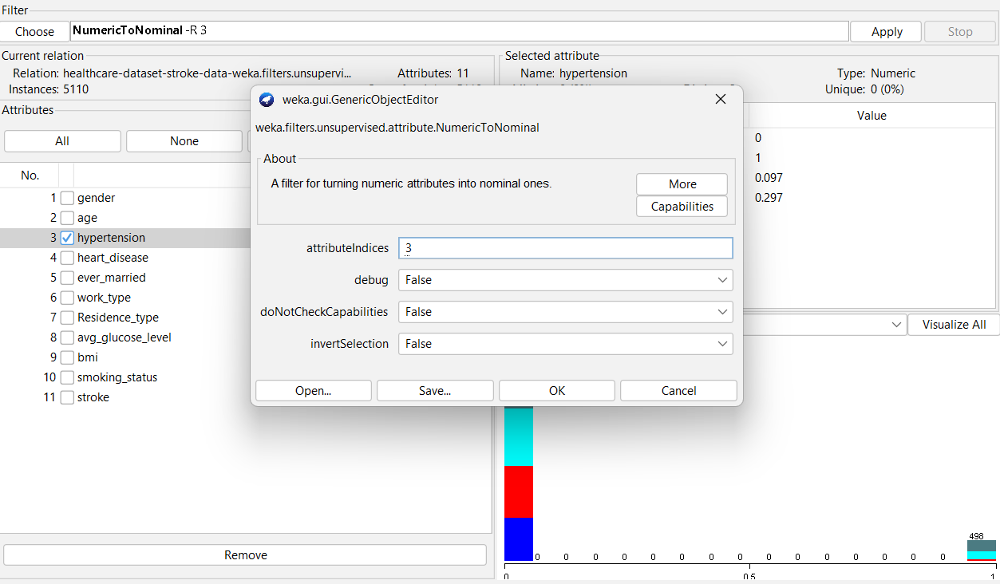 Filter
Choose NumericToNominal -R 3 Apply Stop
Current relation
Relation: healthcare-dataset-stroke-data-weka.filters.unsupervi... Attributes: 11
Instances: 5110
Selected attribute
Name: hypertension Type: Numeric
Unique: 0 (0%)
Attributes
All None
No.
1 gender
2 age
3 hypertension
4 heart_disease
5 ever_married
6 work_type
7 Residence_type
8 avg_glucose_level
9 bmi
10 smoking_status
11 stroke
Remove
weka.gui.GenericObjectEditor
weka.filters.unsupervised.attribute.NumericToNominal
About
A filter for turning numeric attributes into nominal ones.
More
Capabilities
attributeIndices 3
debug False
doNotCheckCapabilities False
invertSelection False
Open... Save... OK Cancel
Value
0
1
0.097
0.297
Visualize All
498
0 0 0 0 0 0 0 0 0 0 0 0 0 0 0
0 0.5 1